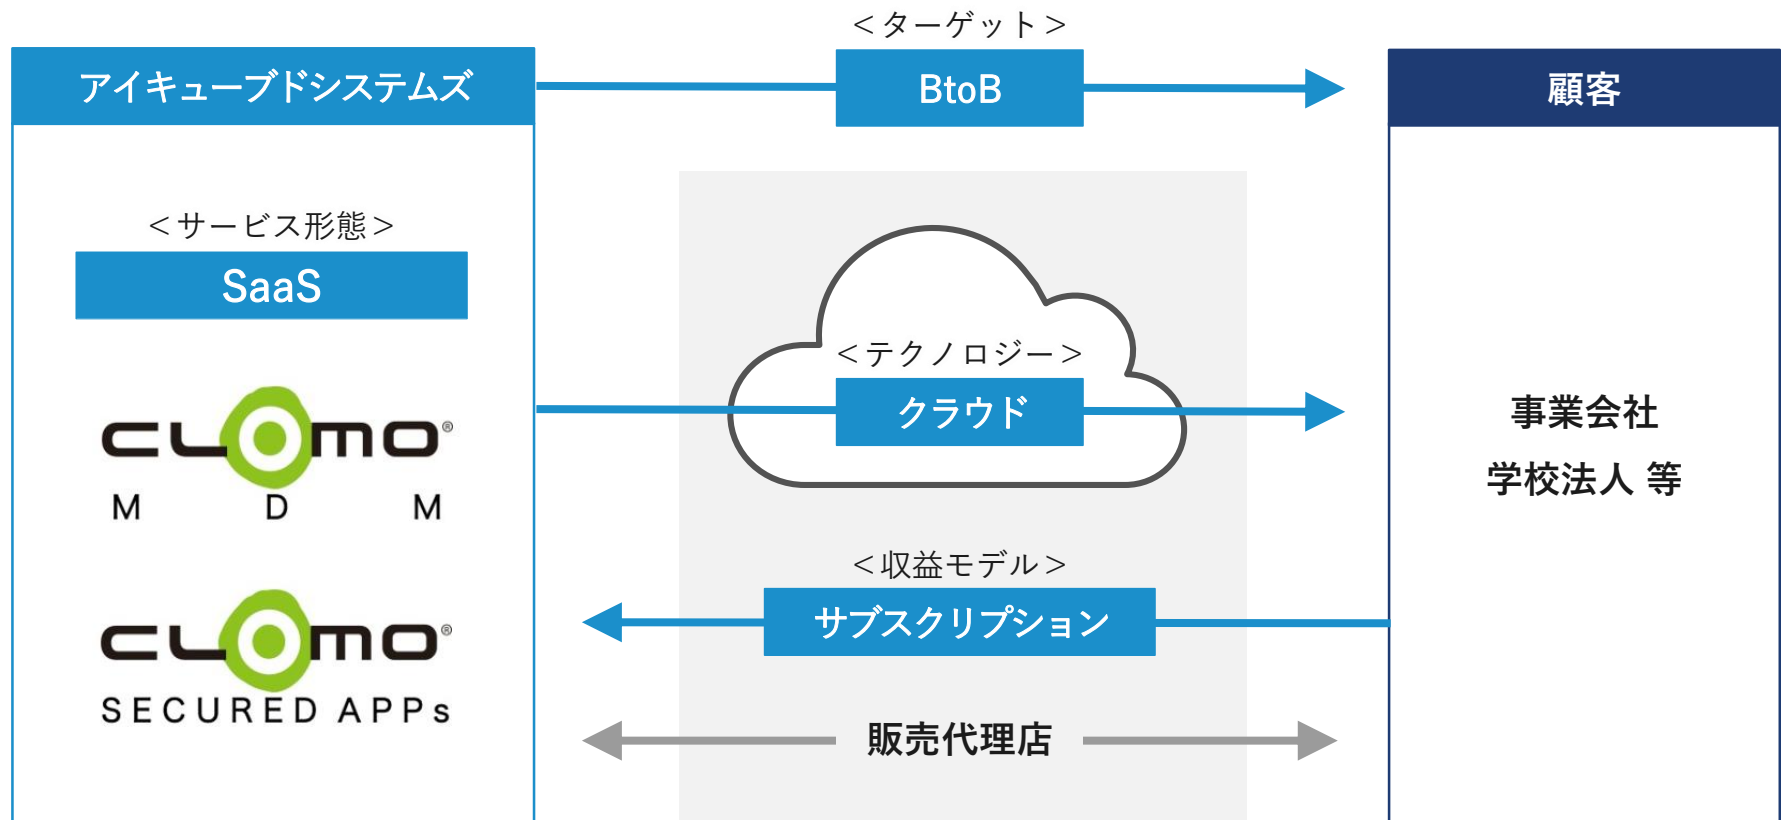 ＜ターゲット＞
アイキューブドシステムズ
BtoB
顧客
＜サービス形態＞
SaaS
＜テクノロジー＞
クラウド
CLOMO®
M D M
事業会社
学校法人 等
＜収益モデル＞
サブスクリプション
CLOMO®
SECURED APPs
販売代理店